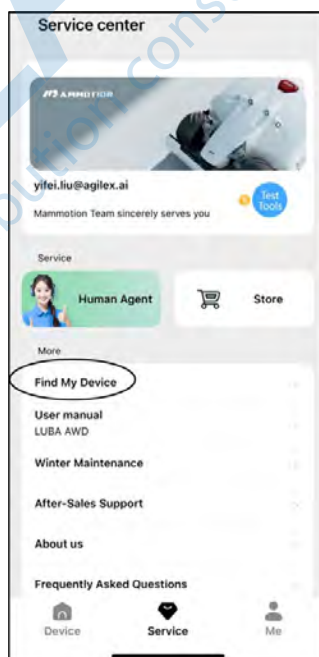 Service center
MAMMOTION
yifei.liu@agilex.ai
Mammotion Team sincerely serves you
Test
Tools
Service
Human Agent
Store
More
Find My Device
User manual
LUBA AWD
Winter Maintenance
After-Sales Support
About us
Frequently Asked Questions
Device
Service
Me